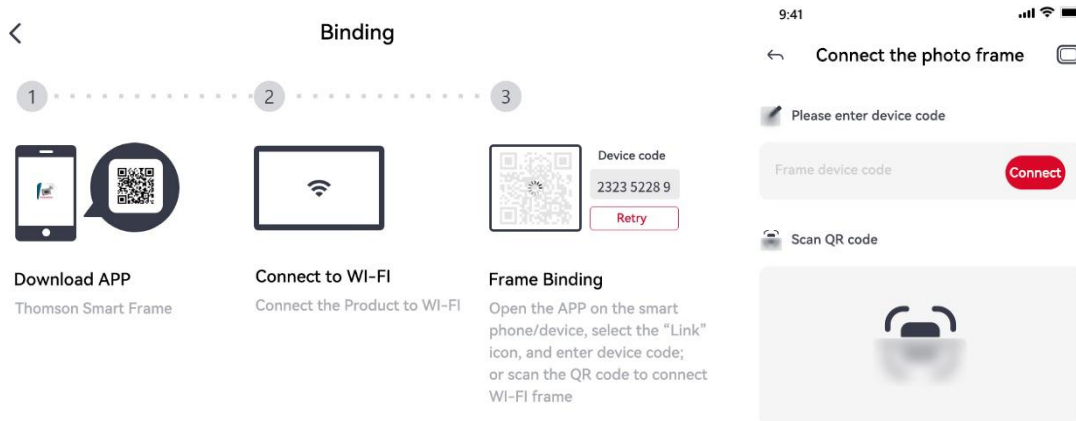 Binding
1
2
3
Device code
2323 5228 9
Retry
Download APP
Thomson Smart Frame
Connect to WI-FI
Connect the Product to WI-FI
Frame Binding
Open the APP on the smart
phone/device, select the “Link”
icon, and enter device code;
or scan the QR code to connect
WI-FI frame
9:41
Connect the photo frame
Please enter device code
Frame device code
Connect
Scan QR code